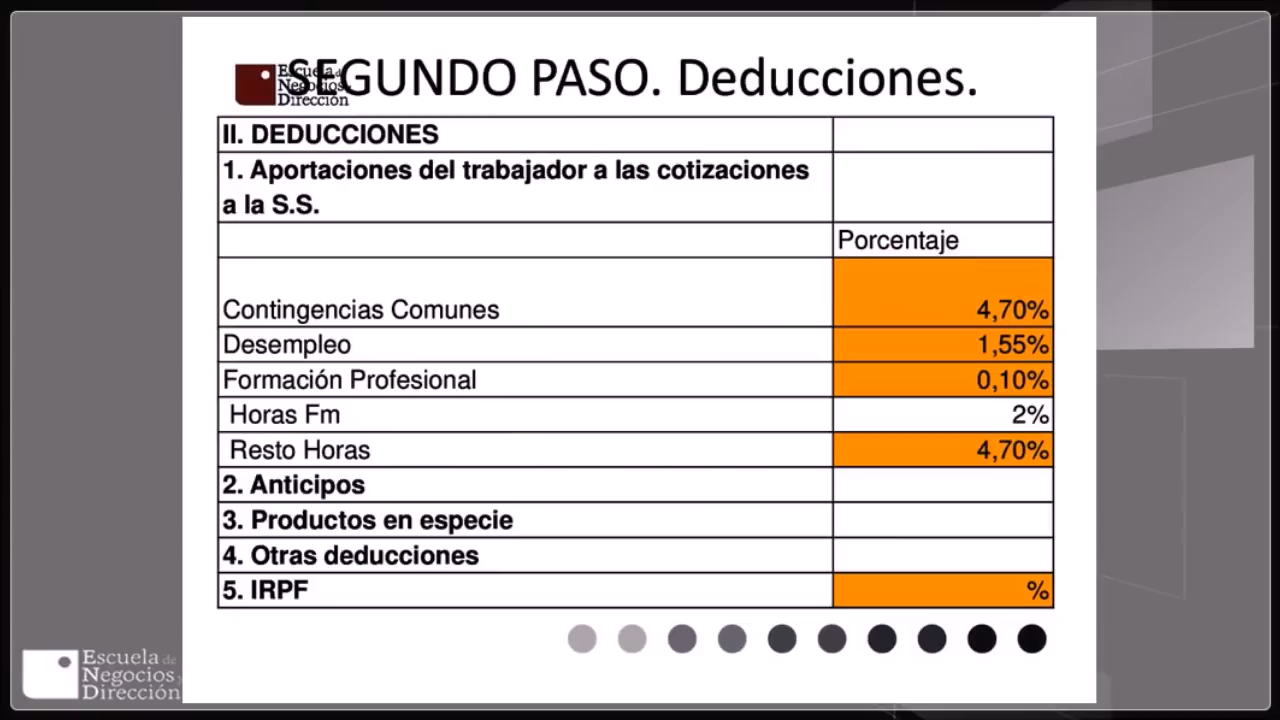 SEGUNDO PASO. Deducciones.
Escuela de
Negocios y
Dirección
II. DEDUCCIONES
1. Aportaciones del trabajador a las cotizaciones
a la S.S.
Porcentaje
Contingencias Comunes 4,70%
Desempleo 1,55%
Formación Profesional 0,10%
Horas Fm 2%
Resto Horas 4,70%
2. Anticipos
3. Productos en especie
4. Otras deducciones
5. IRPF %
Escuela de
Negocios y
Dirección